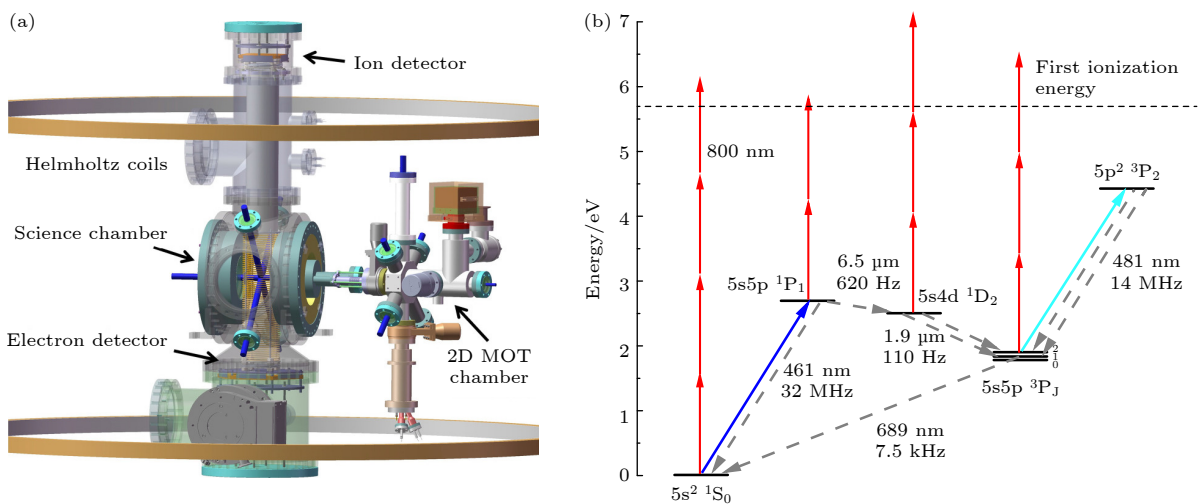 (a)
Ion detector
Helmholtz coils
Science chamber
Electron detector
2D MOT
chamber
(b)
7
6
5
4
3
2
1
0
Energy/eV
First ionization
energy
800 nm
5p² ³P₂
6.5 µm
620 Hz
481 nm
14 MHz
5s5p ¹P₁
5s4d ¹D₂
1.9 µm
110 Hz
2
1
0
461 nm
32 MHz
5s5p ³P_J
689 nm
7.5 kHz
5s² ¹S₀